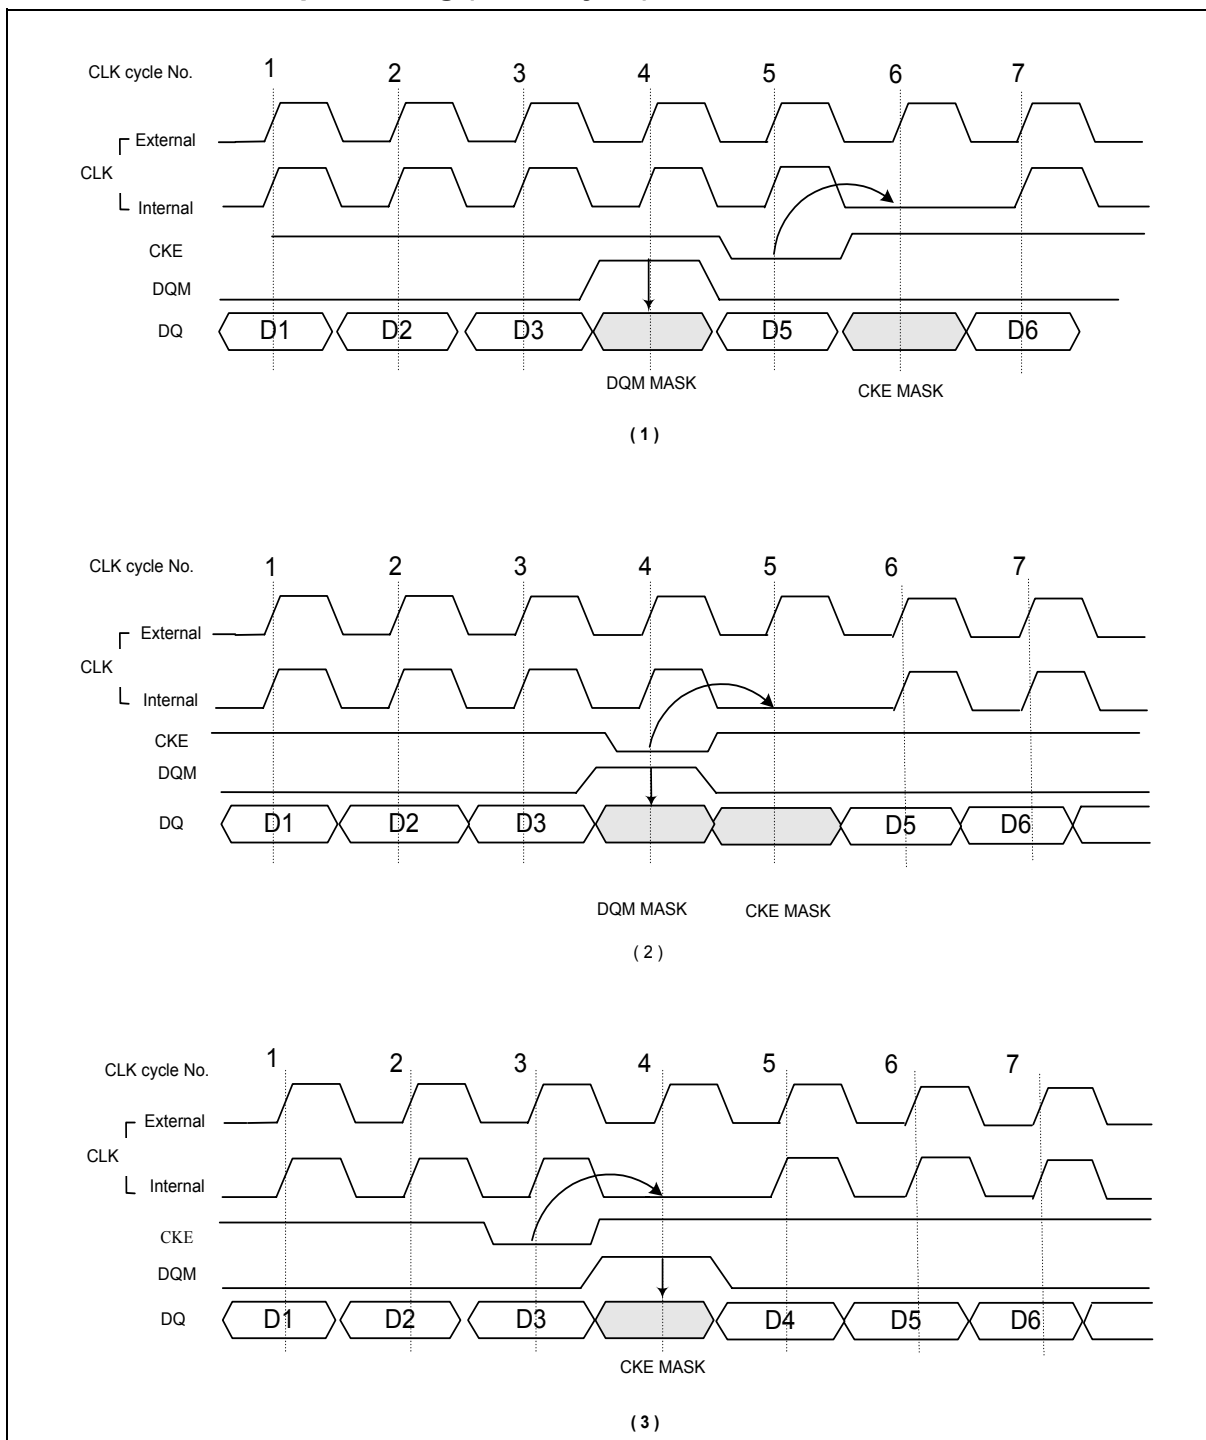 CLK cycle No. 1 2 3 4 5 6 7
External
CLK
Internal
CKE
DQM
DQ D1 D2 D3 D5 D6
DQM MASK CKE MASK
( 1 )
CLK cycle No. 1 2 3 4 5 6 7
External
CLK
Internal
CKE
DQM
DQ D1 D2 D3 D5 D6
DQM MASK CKE MASK
( 2 )
CLK cycle No. 1 2 3 4 5 6 7
External
CLK
Internal
CKE
DQM
DQ D1 D2 D3 D4 D5 D6
CKE MASK
( 3 )